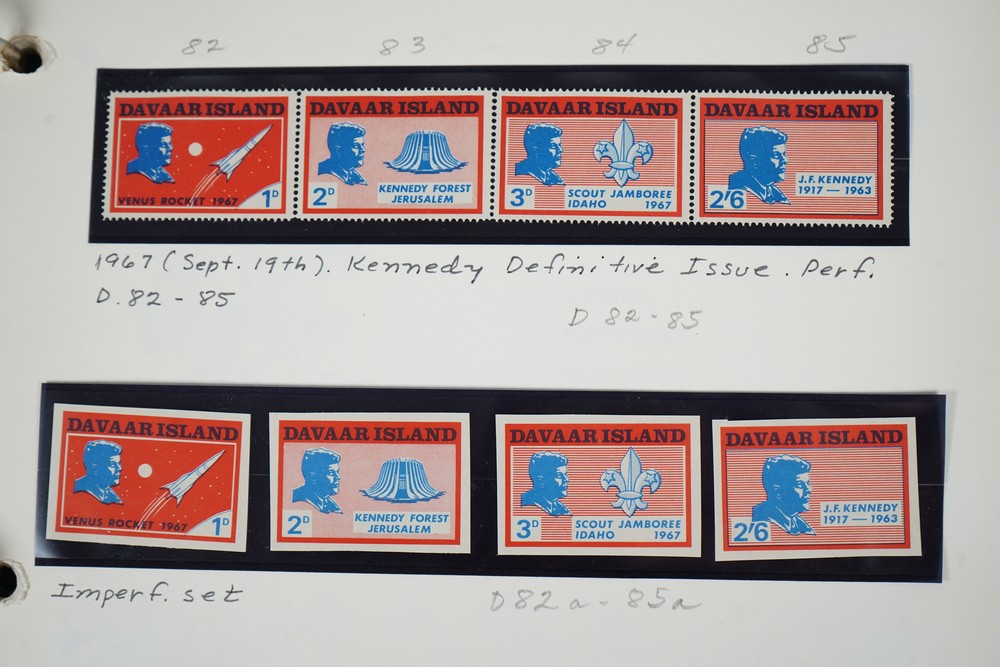 82 83 84 85
DAVAAR ISLAND DAVAAR ISLAND DAVAAR ISLAND DAVAAR ISLAND
VENUS ROCKET 1967 1D
2D KENNEDY FOREST
JERUSALEM
3D SCOUT JAMBOREE
IDAHO 1967
2'6 J.F. KENNEDY
1917 — 1963
1967 (Sept. 19th). Kennedy Definitive Issue. Perf.
D. 82 - 85
D 82 - 85
DAVAAR ISLAND DAVAAR ISLAND DAVAAR ISLAND DAVAAR ISLAND
VENUS ROCKET 1967 1D
2D KENNEDY FOREST
JERUSALEM
3D SCOUT JAMBOREE
IDAHO 1967
2'6 J.F. KENNEDY
1917 — 1963
Imperf. set
D82a - 85a